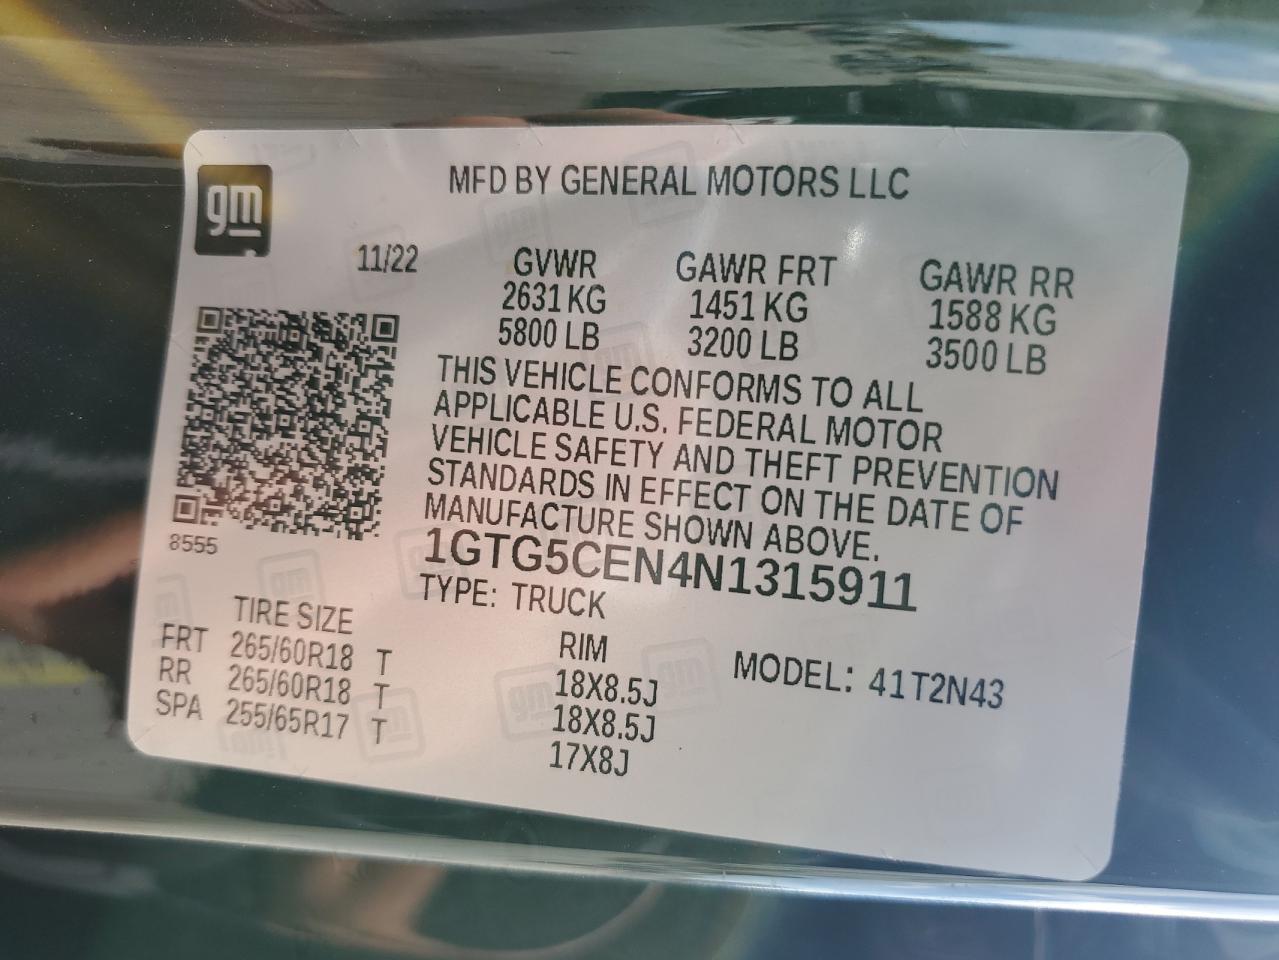 gm
MFD BY GENERAL MOTORS LLC
11/22 GVWR GAWR FRT GAWR RR
2631 KG 1451 KG 1588 KG
5800 LB 3200 LB 3500 LB
THIS VEHICLE CONFORMS TO ALL
APPLICABLE U.S. FEDERAL MOTOR
VEHICLE SAFETY AND THEFT PREVENTION
STANDARDS IN EFFECT ON THE DATE OF
MANUFACTURE SHOWN ABOVE.
8555
1GTG5CEN4N1315911
TYPE: TRUCK
TIRE SIZE RIM
FRT 265/60R18 T 18X8.5J
RR 265/60R18 T 18X8.5J
SPA 255/65R17 T 17X8J
MODEL: 41T2N43